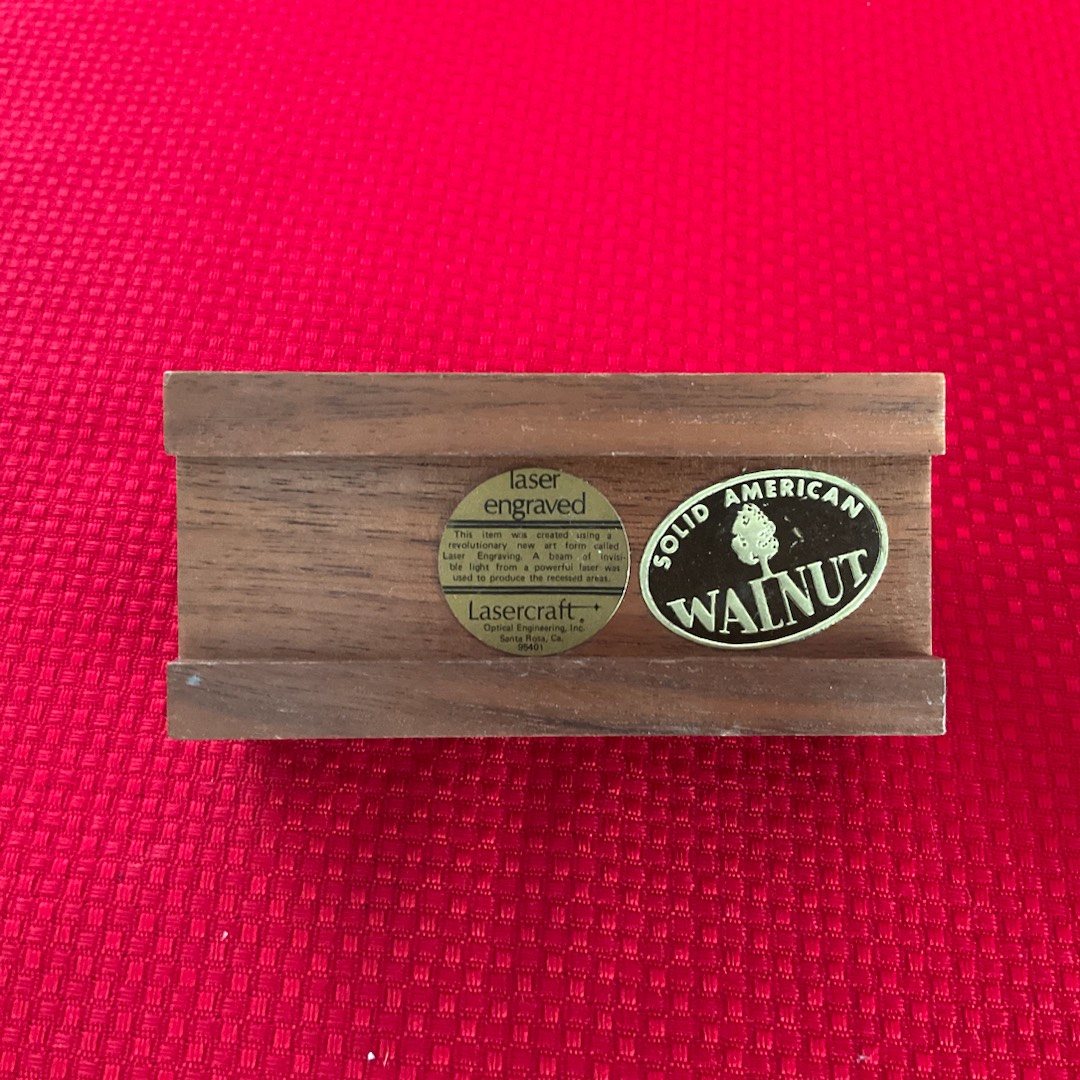 laser
engraved
This item was created using a
revolutionary new art form called
Laser Engraving. A beam of invisi-
ble light from a powerful laser was
used to produce the recessed areas.
Lasercraft
Optical Engineering, Inc.
Santa Rosa, Ca.
95401
SOLID AMERICAN
WALNUT